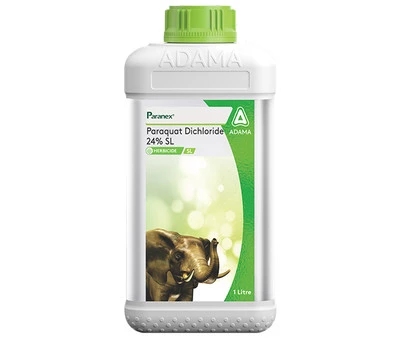 ADAMA
Paranex®
ADAMA
Paraquat Dichloride
24% SL
HERBICIDE SL
1 Litre